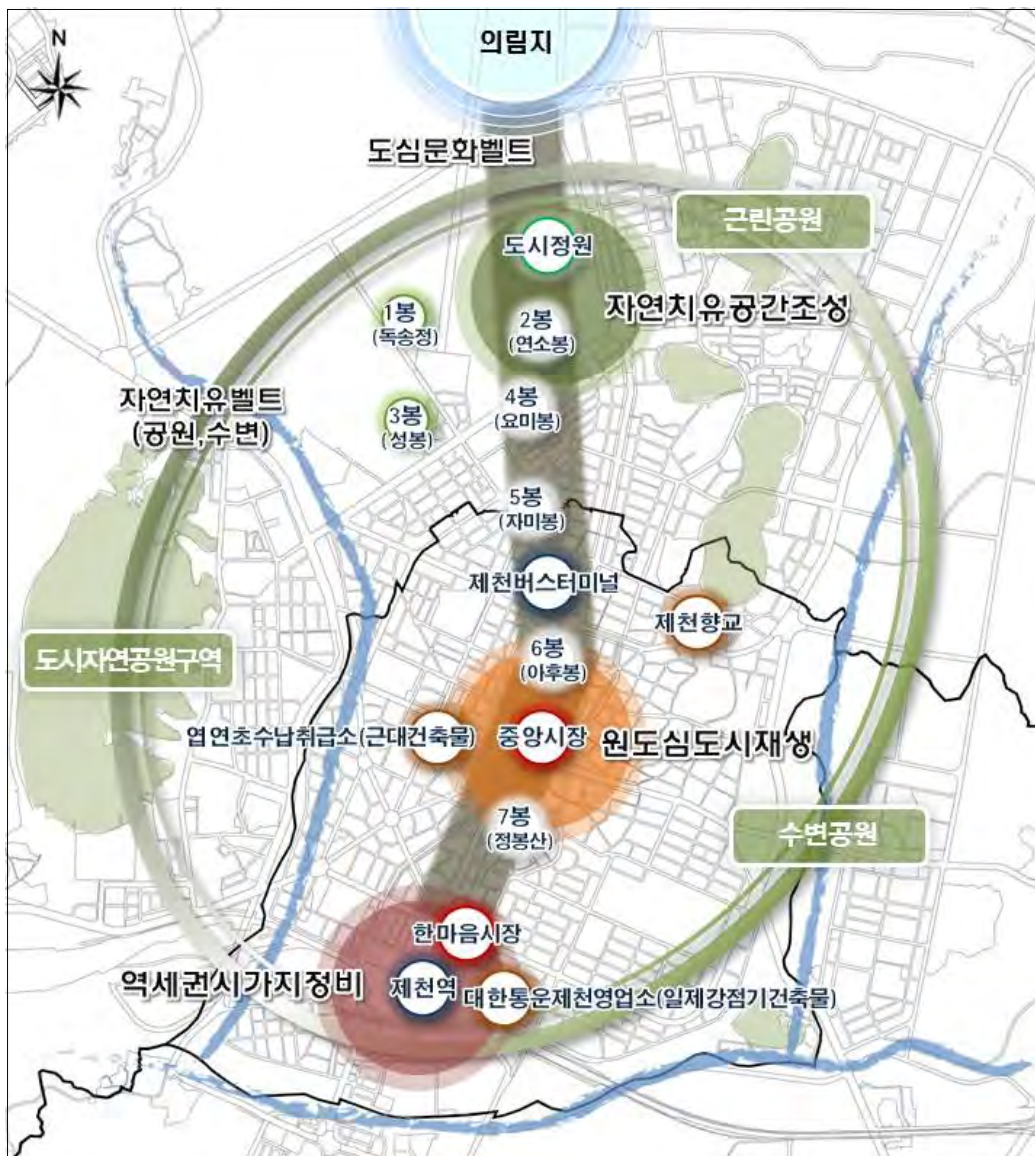 의림지
N
도심문화벨트
근린공원
도시정원
자연치유공간조성
1봉
(독송정)
2봉
(연소봉)
자연치유벨트
(공원,수변)
4봉
(요미봉)
3봉
(성봉)
5봉
(자미봉)
제천버스터미널
제천향교
도시자연공원구역
6봉
(아후봉)
엽연초수납취급소(근대건축물)
중앙시장
원도심도시재생
7봉
(정봉산)
수변공원
한마음시장
역세권시가지정비
제천역
대한통운제천영업소(일제강점기건축물)